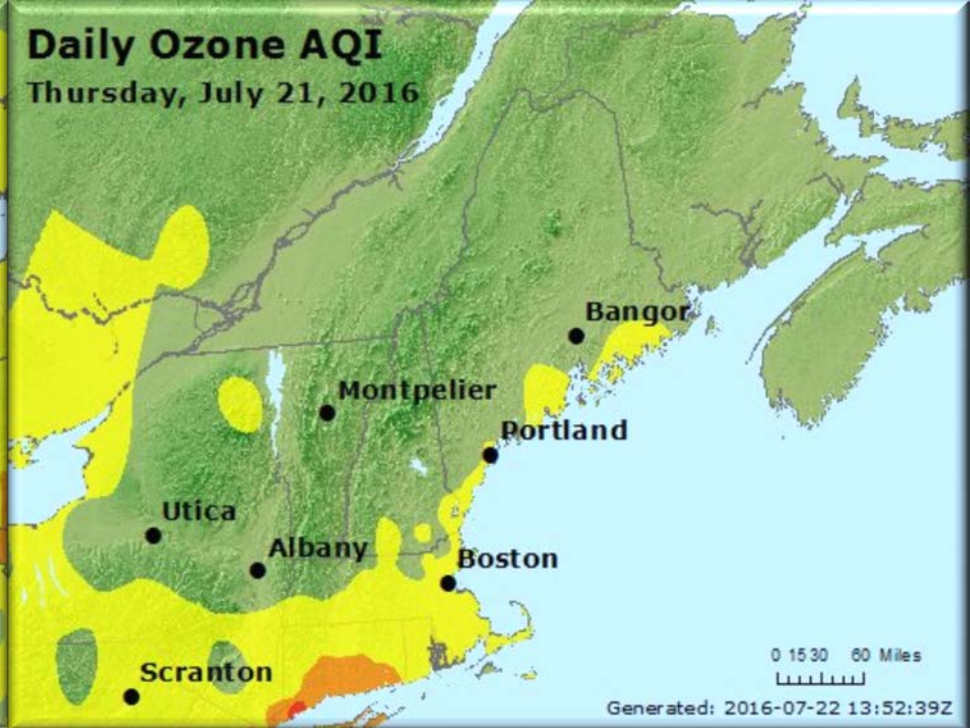 Daily Ozone AQI
Thursday, July 21, 2016
Bangor
Montpelier
Portland
Utica
Albany
Boston
Scranton
0 15 30 60 Miles
Generated: 2016-07-22 13:52:39Z